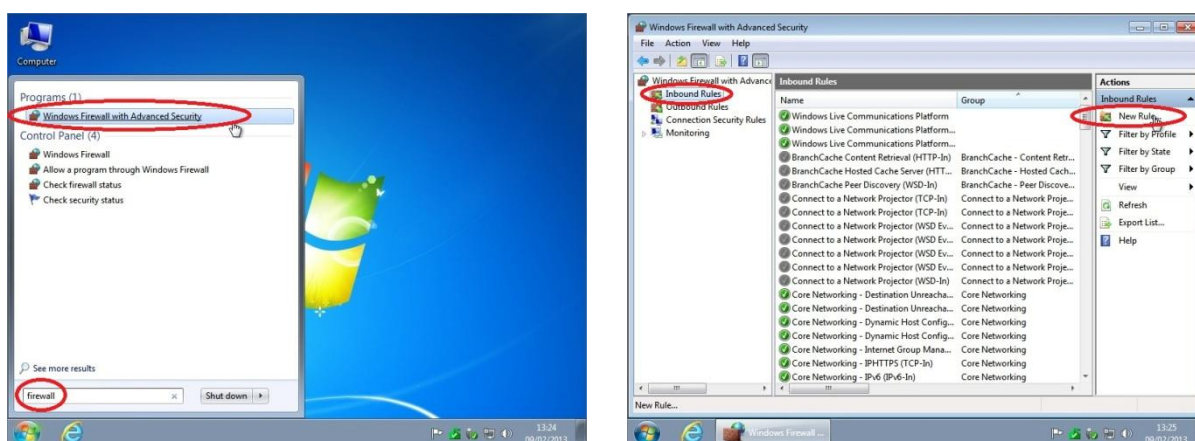 Computer
Programs (1)
Windows Firewall with Advanced Security
Control Panel (4)
Windows Firewall
Allow a program through Windows Firewall
Check firewall status
Check security status
See more results
firewall
Shut down
13:24
09/02/2013
Windows Firewall with Advanced Security
File Action View Help
Windows Firewall with Advance
Inbound Rules
Outbound Rules
Connection Security Rules
Monitoring
Inbound Rules
Name Group
Windows Live Communications Platform
Windows Live Communications Platform...
Windows Live Communications Platform...
BranchCache Content Retrieval (HTTP-In) BranchCache - Content Retr...
BranchCache Hosted Cache Server (HTT... BranchCache - Hosted Cach...
BranchCache Peer Discovery (WSD-In) BranchCache - Peer Discove...
Connect to a Network Projector (TCP-In) Connect to a Network Proje...
Connect to a Network Projector (TCP-In) Connect to a Network Proje...
Connect to a Network Projector (WSD Ev... Connect to a Network Proje...
Connect to a Network Projector (WSD Ev... Connect to a Network Proje...
Connect to a Network Projector (WSD Ev... Connect to a Network Proje...
Connect to a Network Projector (WSD Ev... Connect to a Network Proje...
Connect to a Network Projector (WSD-In) Connect to a Network Proje...
Core Networking - Destination Unreacha... Core Networking
Core Networking - Destination Unreacha... Core Networking
Core Networking - Dynamic Host Config... Core Networking
Core Networking - Dynamic Host Config... Core Networking
Core Networking - Internet Group Mana... Core Networking
Core Networking - IPHTTPS (TCP-In) Core Networking
Core Networking - IPv6 (IPv6-In) Core Networking
Actions
Inbound Rules
New Rule...
Filter by Profile
Filter by State
Filter by Group
View
Refresh
Export List...
Help
New Rule...
Windows Firewall ...
13:25
09/02/2013